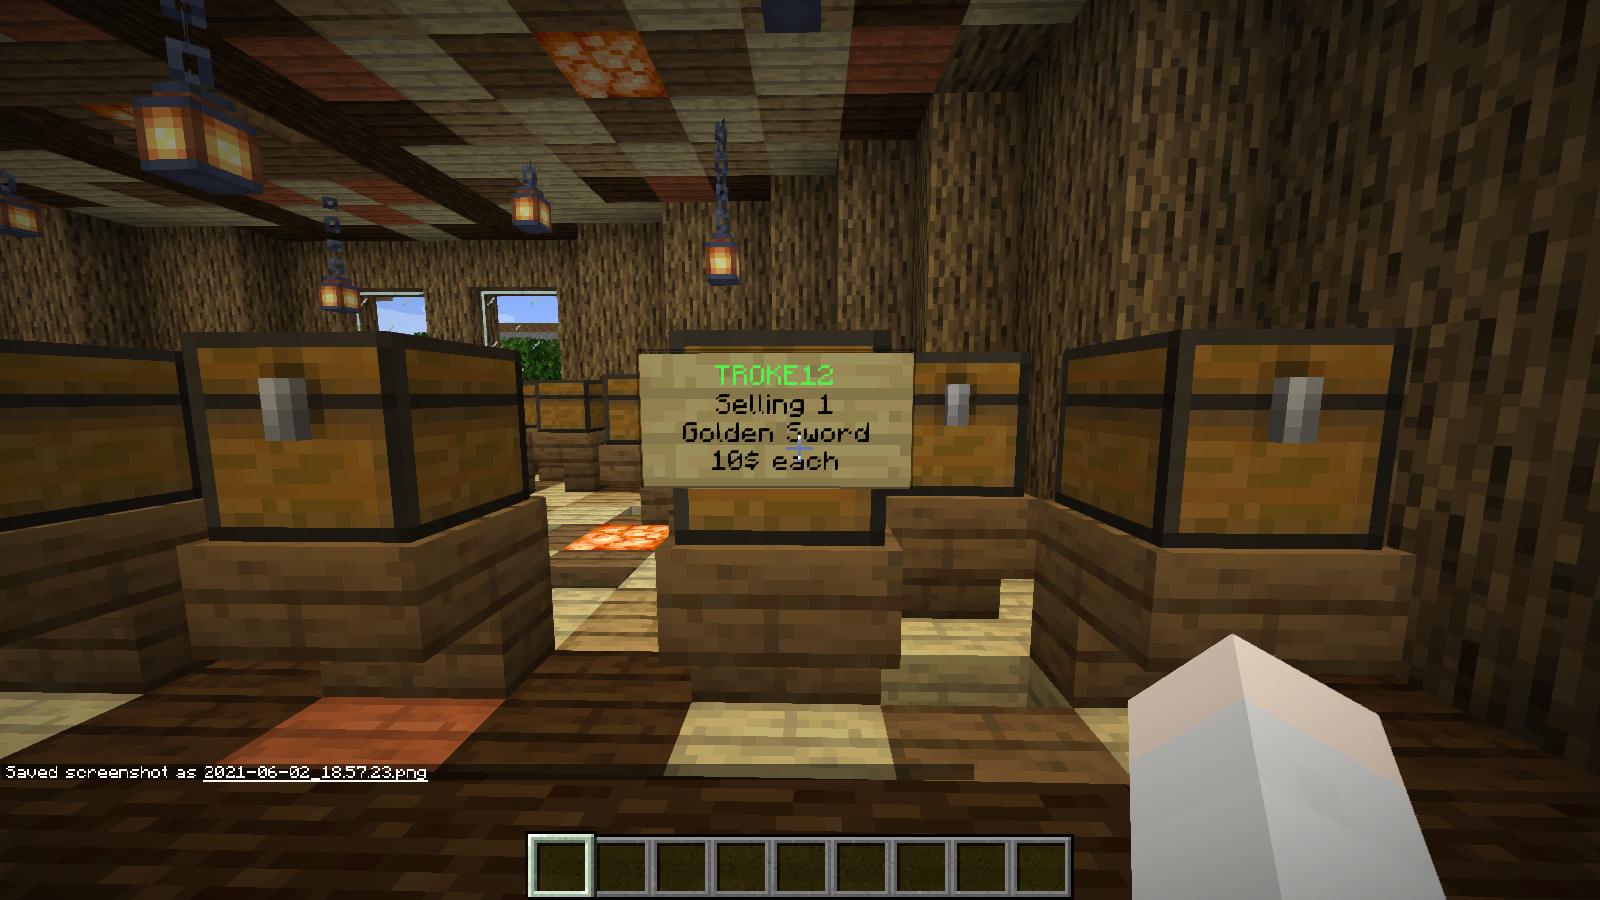 TROKE12
Selling 1
Golden Sword
10$ each
Saved screenshot as 2021-06-02_18.57.23.png